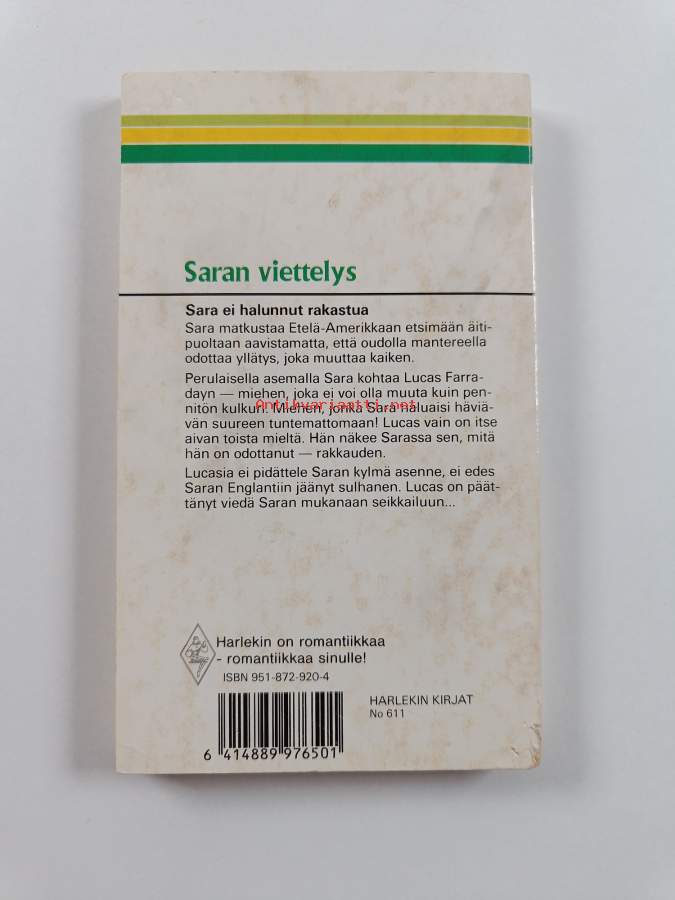 Saran viettelys
Sara ei halunnut rakastua
Sara matkustaa Etelä-Amerikkaan etsimään äiti-
puoltaan aavistamatta, että oudolla mantereella
odottaa yllätys, joka muuttaa kaiken.
Perulaisella asemalla Sara kohtaa Lucas Farra-
dayn — miehen, joka ei voi olla muuta kuin pen-
nitön kulkuri! Miehen, jonka Sara haluaisi häviä-
Antikvariaatti.net
vän suureen tuntemattomaan! Lucas vain on itse
aivan toista mieltä. Hän näkee Sarassa sen, mitä
hän on odottanut — rakkauden.
Lucasia ei pidättele Saran kylmä asenne, ei edes
Saran Englantiin jäänyt sulhanen. Lucas on päät-
tänyt viedä Saran mukanaan seikkailuun...
Harlekin on romantiikkaa
- romantiikkaa sinulle!
ISBN 951-872-920-4
HARLEKIN KIRJAT
No 611
6 414889 976501